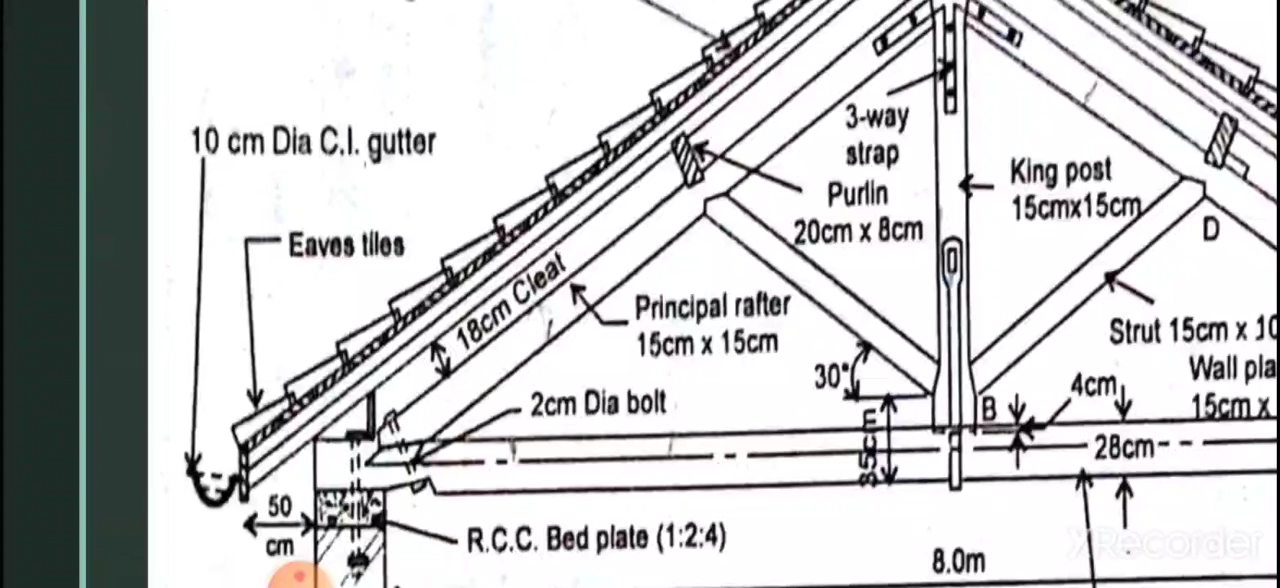 10 cm Dia C.I. gutter
Eaves tiles
3-way
strap
Purlin
20cm x 8cm
King post
15cmx15cm
D
18cm Cleat
Principal rafter
15cm x 15cm
30°
Strut 15cm x 10
Wall pla
15cm x
2cm Dia bolt
B
4cm
35cm
28cm
50
cm
R.C.C. Bed plate (1:2:4)
8.0m
XRecorder